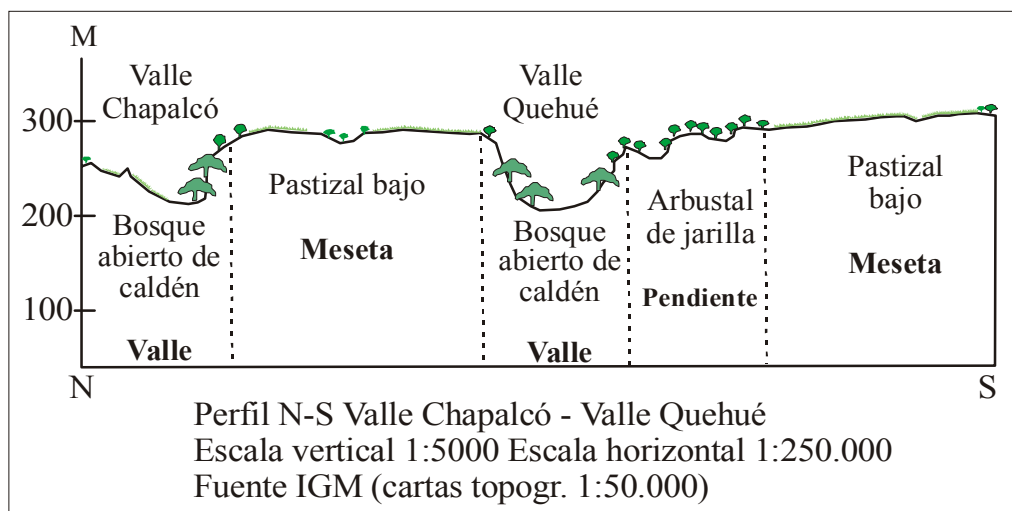 M
Valle
Chapalcó
Valle
Quehué
300
200
100
Pastizal bajo
Meseta
Bosque
abierto de
caldén
Valle
Bosque
abierto de
caldén
Valle
Arbustal
de jarilla
Pendiente
Pastizal
bajo
Meseta
N
S
Perfil N-S Valle Chapalcó - Valle Quehué
Escala vertical 1:5000 Escala horizontal 1:250.000
Fuente IGM (cartas topogr. 1:50.000)